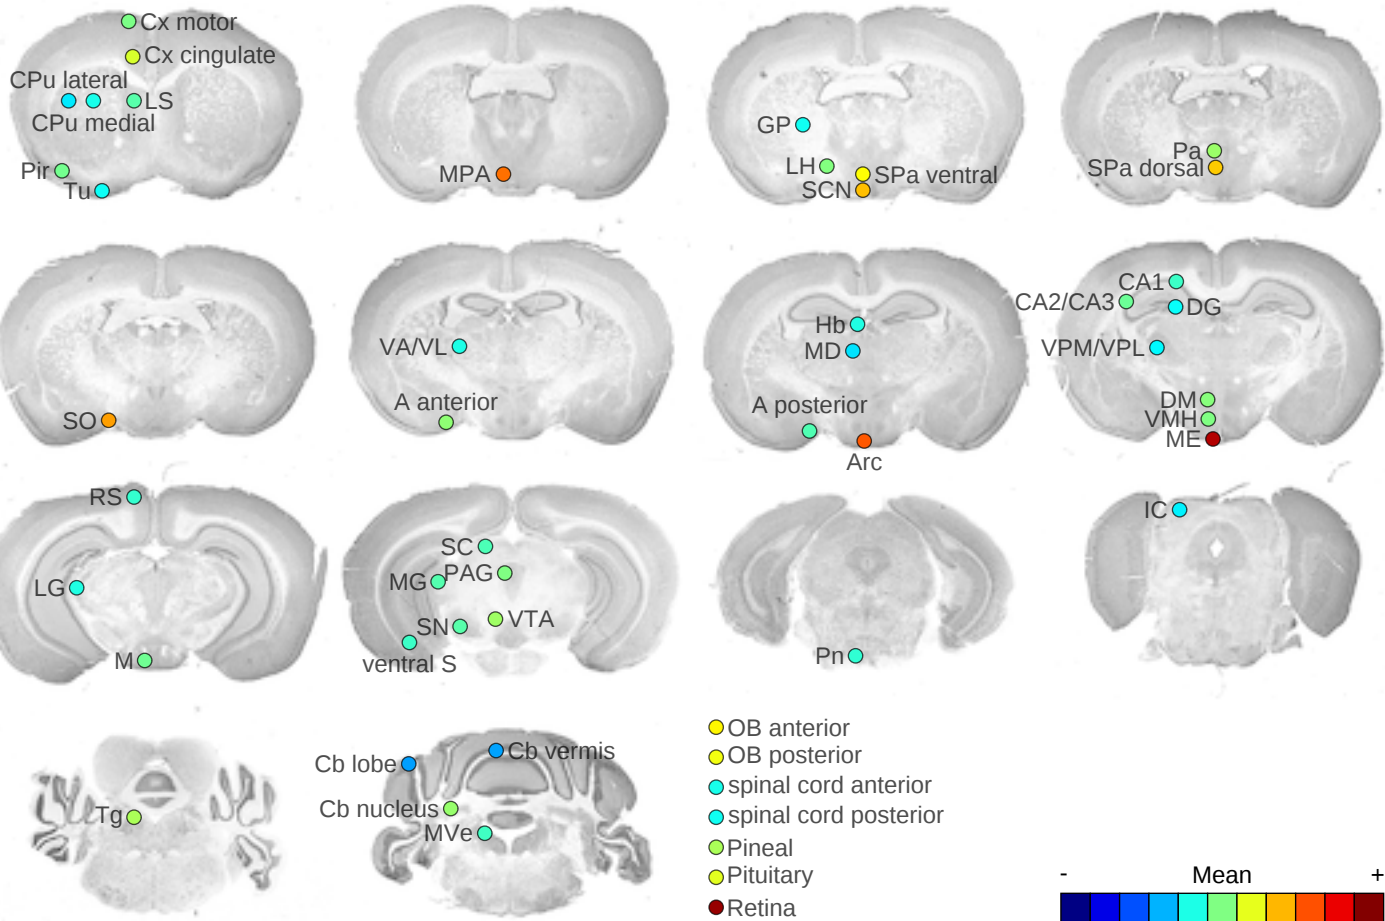 Cx motor
Cx cingulate
CPu lateral
LS
CPu medial
Pir
Tu
MPA
GP
LH
SPa ventral
SCN
Pa
SPa dorsal
SO
VA/VL
A anterior
Hb
MD
A posterior
Arc
CA1
CA2/CA3
DG
VPM/VPL
DM
VMH
ME
RS
LG
M
SC
PAG
MG
VTA
SN
ventral S
Pn
IC
Tg
Cb lobe
Cb vermis
Cb nucleus
MVe
OB anterior
OB posterior
spinal cord anterior
spinal cord posterior
Pineal
Pituitary
Retina
- Mean +